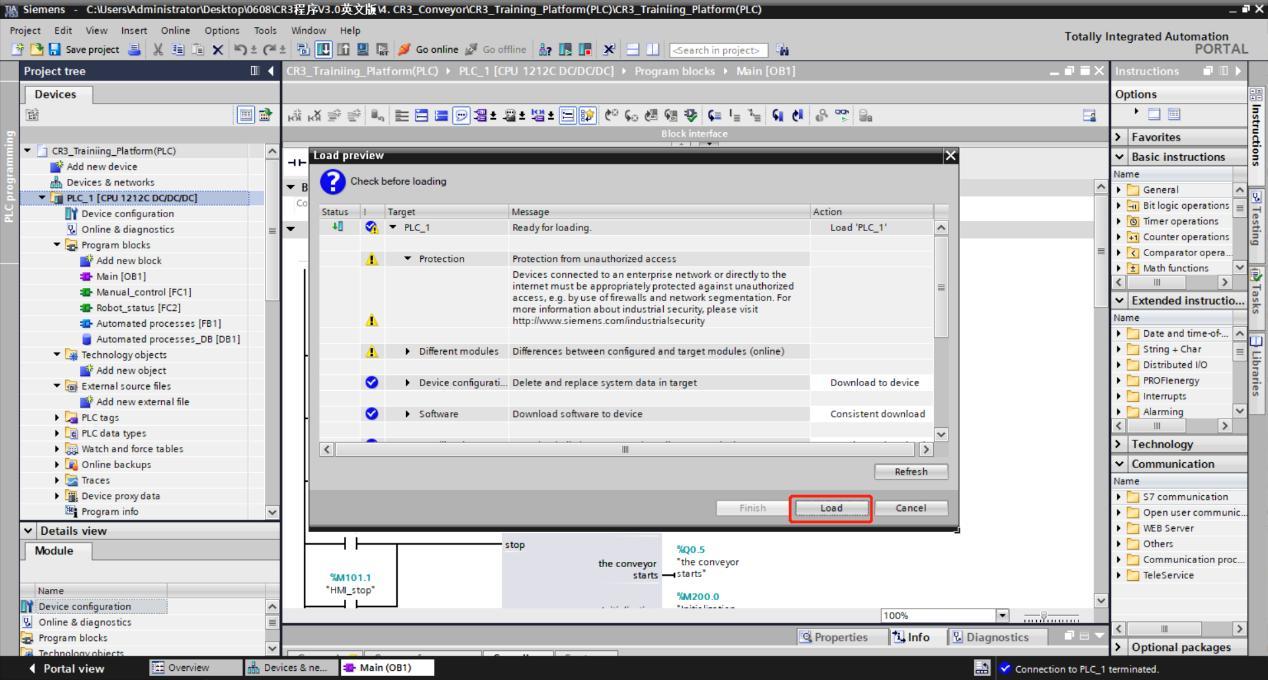 Siemens - C:\Users\Administrator\Desktop\0608\CR3程序V3.0英文版\4. CR3_Conveyor\CR3_Training_Platform(PLC)\CR3_Trainiing_Platform(PLC)
Project Edit View Insert Online Options Tools Window Help
Totally Integrated Automation
PORTAL
Save project
Go online
Go offline
<Search in project>
Project tree
Devices
PLC programming
CR3_Trainiing_Platform(PLC)
Add new device
Devices & networks
PLC_1 [CPU 1212C DC/DC/DC]
Device configuration
Online & diagnostics
Program blocks
Add new block
Main [OB1]
Manual_control [FC1]
Robot_status [FC2]
Automated processes [FB1]
Automated processes_DB [DB1]
Technology objects
Add new object
External source files
Add new external file
PLC tags
PLC data types
Watch and force tables
Online backups
Traces
Device proxy data
Program info
Details view
Module
Name
Device configuration
Online & diagnostics
Program blocks
Technology objects
CR3_Trainiing_Platform(PLC) PLC_1 [CPU 1212C DC/DC/DC] Program blocks Main [OB1]
Block interface
Load preview
Check before loading
Status ! Target Message Action
PLC_1 Ready for loading. Load 'PLC_1'
Protection Protection from unauthorized access
Devices connected to an enterprise network or directly to the
internet must be appropriately protected against unauthorized
access, e.g. by use of firewalls and network segmentation. For
more information about industrial security, please visit
http://www.siemens.com/industrialsecurity
Different modules Differences between configured and target modules (online)
Device configurati... Delete and replace system data in target Download to device
Software Download software to device Consistent download
Refresh
Finish Load Cancel
stop
the conveyor
starts
%Q0.5
"the conveyor
starts"
%M101.1
"HMI_stop"
%M200.0
"Initialization
100%
Properties Info Diagnostics
Instructions
Options
Favorites
Basic instructions
Name
General
Bit logic operations
Timer operations
Counter operations
Comparator opera...
Math functions
Extended instructio...
Name
Date and time-of-...
String + Char
Distributed I/O
PROFIenergy
Interrupts
Alarming
Technology
Communication
Name
S7 communication
Open user communic...
WEB Server
Others
Communication proc...
TeleService
Optional packages
Instructions
Testing
Tasks
Libraries
Portal view
Overview
Devices & ne...
Main (OB1)
Connection to PLC_1 terminated.